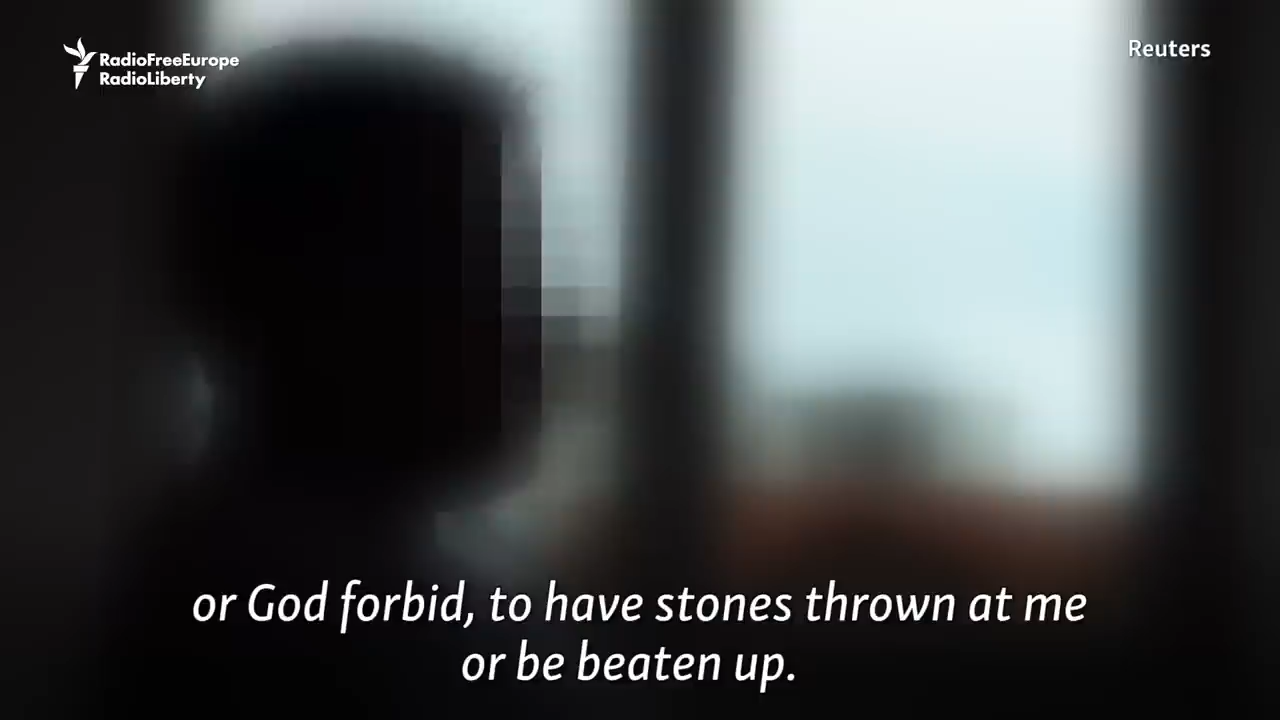 RadioFreeEurope
RadioLiberty
Reuters
or God forbid, to have stones thrown at me
or be beaten up.